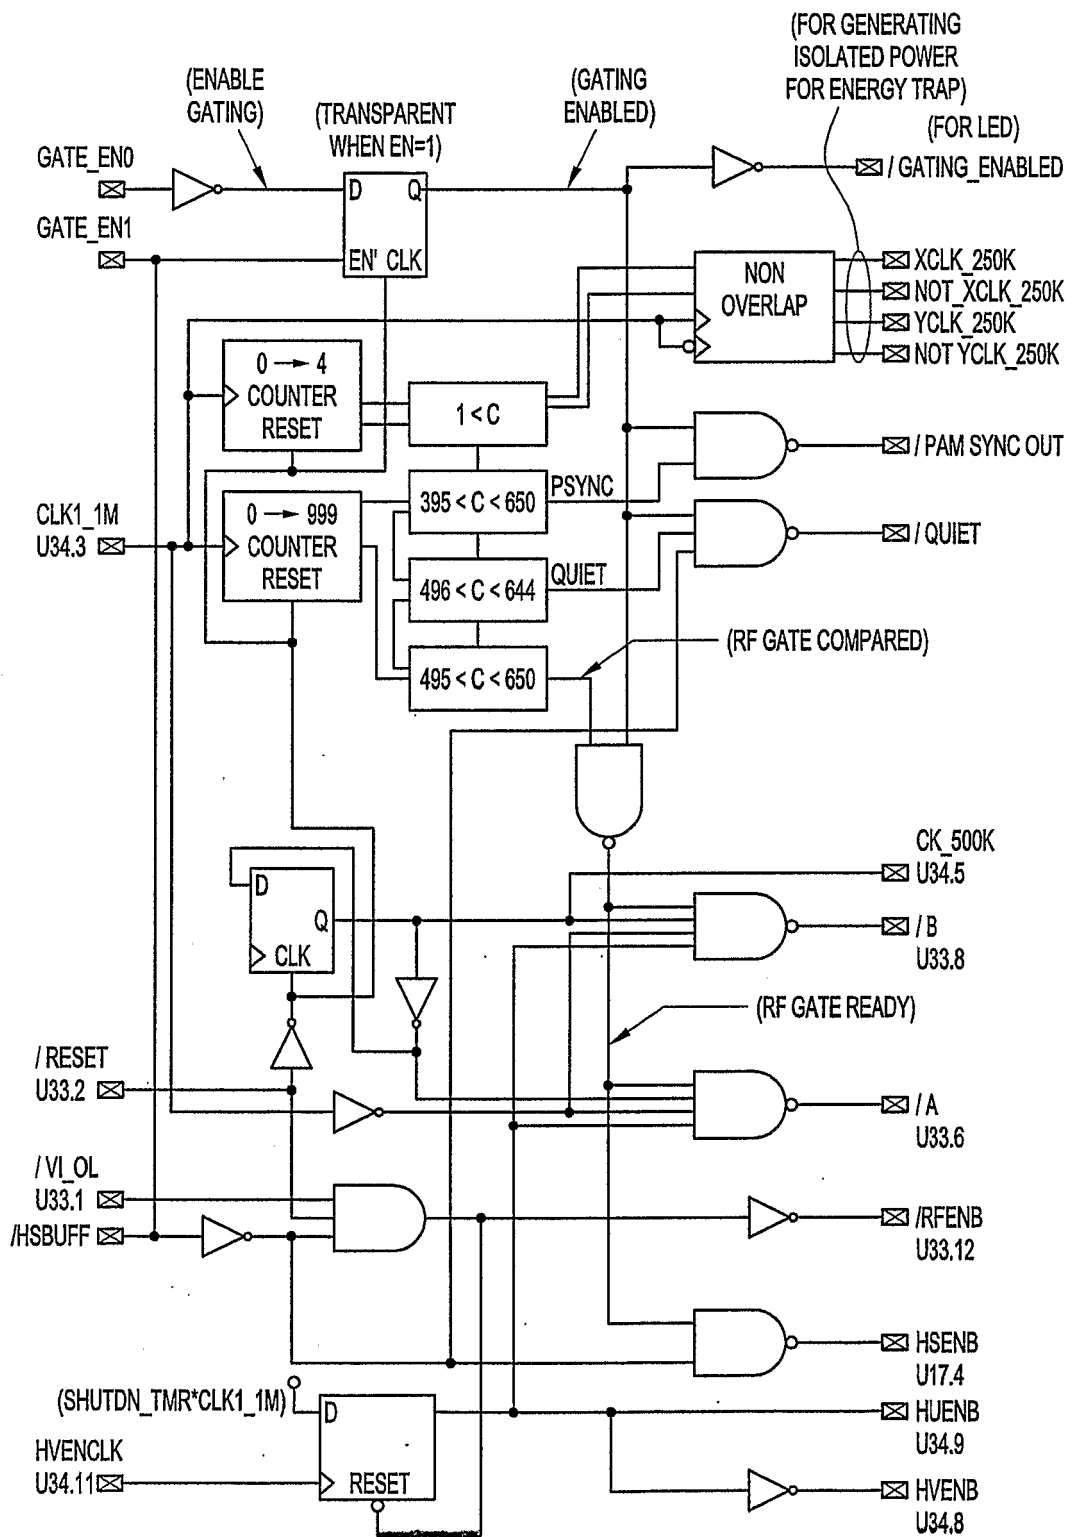 (FOR GENERATING
ISOLATED POWER
FOR ENERGY TRAP)
(ENABLE
GATING)
(TRANSPARENT
WHEN EN=1)
(GATING
ENABLED)
(FOR LED)
GATE_EN0
D
Q
/ GATING_ENABLED
GATE_EN1
EN' CLK
NON
OVERLAP
XCLK_250K
NOT_XCLK_250K
YCLK_250K
NOT YCLK_250K
0 → 4
COUNTER
RESET
1 < C
/ PAM SYNC OUT
395 < C < 650
PSYNC
CLK1_1M
U34.3
0 → 999
COUNTER
RESET
/ QUIET
496 < C < 644
QUIET
495 < C < 650
(RF GATE COMPARED)
CK_500K
U34.5
D
Q
CLK
/ B
U33.8
(RF GATE READY)
/ RESET
U33.2
/ A
U33.6
/ VI_OL
U33.1
/HSBUFF
/RFENB
U33.12
HSENB
U17.4
(SHUTDN_TMR*CLK1_1M)
D
HUENB
U34.9
HVENCLK
U34.11
RESET
HVENB
U34.8